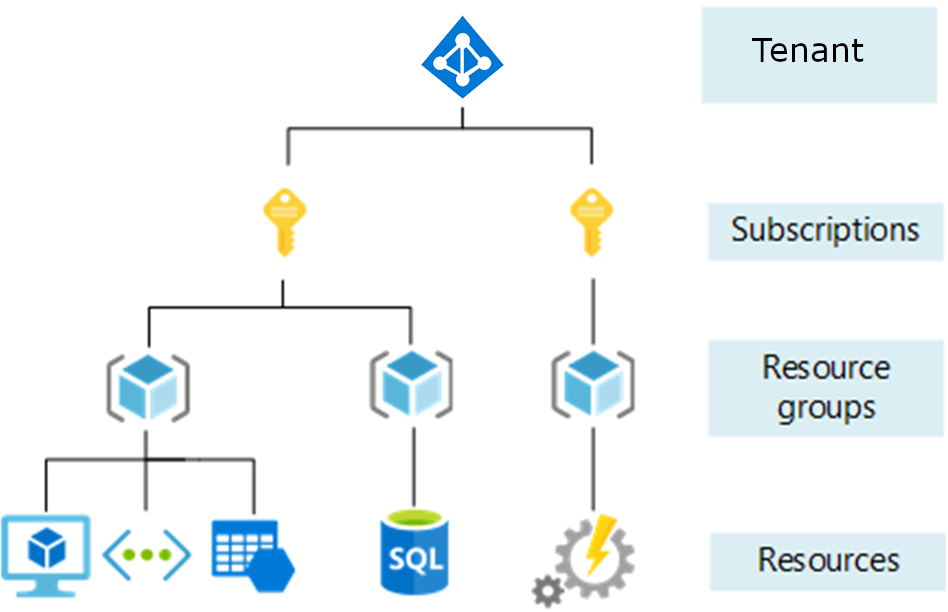 Tenant
Subscriptions
Resource
groups
SQL
Resources